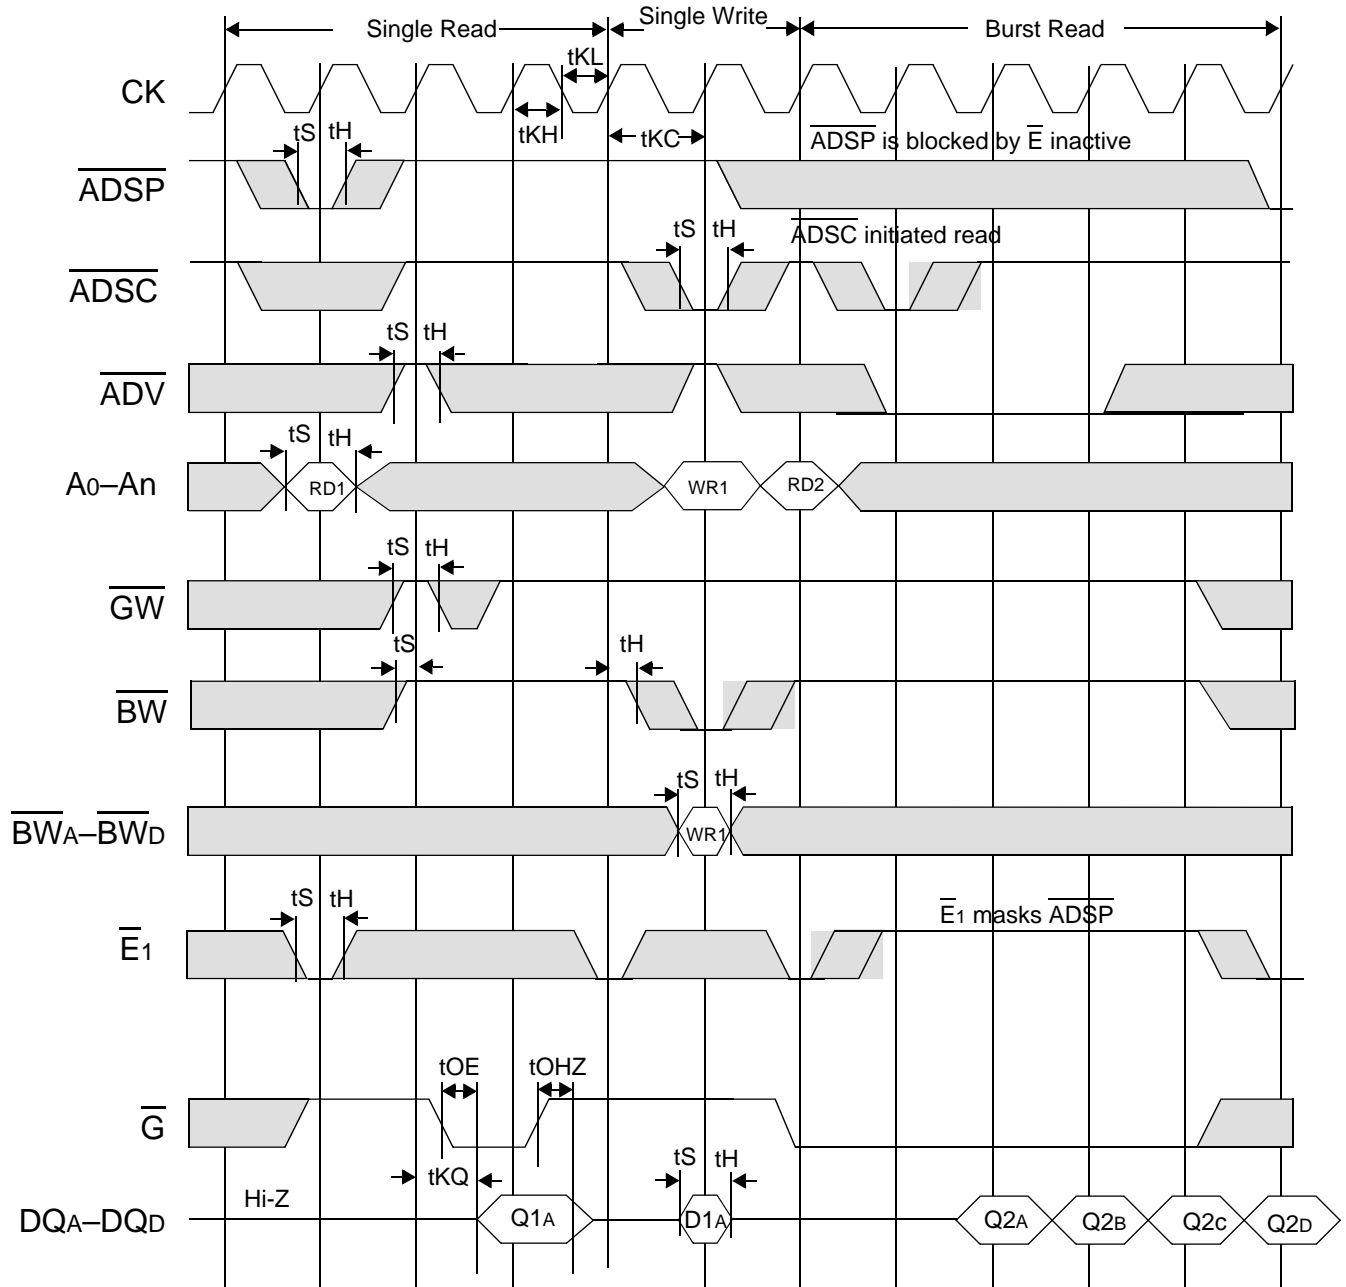 Single Read Single Write Burst Read
tKL
CK
tKH tKC
tS tH
ADSP is blocked by E inactive
ADSP
tS tH
ADSC initiated read
ADSC
tS tH
ADV
tS tH
A0–An RD1 WR1 RD2
tS tH
GW
tS tH
BW
tS tH
BWA–BWD WR1
tS tH
E1 masks ADSP
E1
tOE tOHZ
G
tKQ tS tH
Hi-Z
DQA–DQD Q1A D1A Q2A Q2B Q2c Q2D